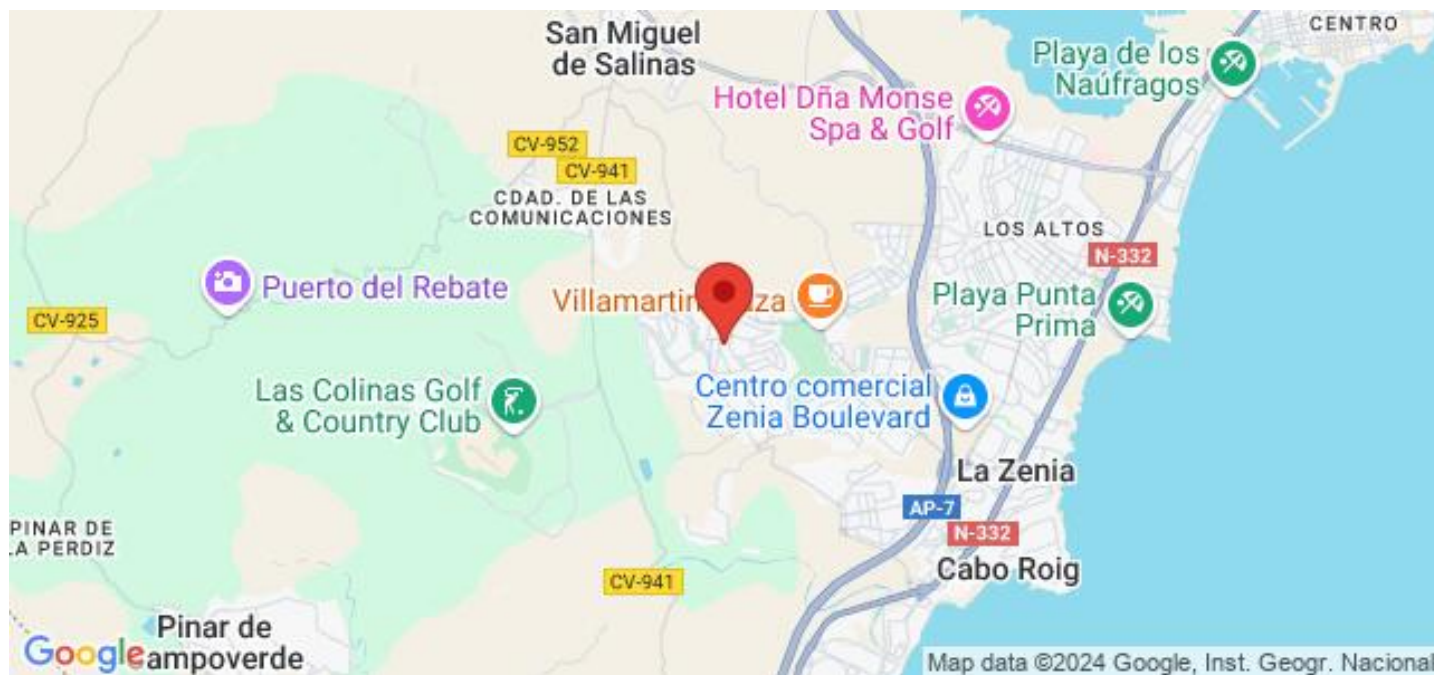 San Miguel
de Salinas
CENTRO
Playa de los
Naúfragos
Hotel Dña Monse
Spa & Golf
CV-952
CV-941
CDAD. DE LAS
COMUNICACIONES
LOS ALTOS
N-332
Puerto del Rebate
Villamartin
Playa Punta
Prima
CV-925
Las Colinas Golf
& Country Club
Centro comercial
Zenia Boulevard
La Zenia
AP-7
N-332
PINAR DE
LA PERDIZ
Cabo Roig
CV-941
Pinar de
Google
ampoverde
Map data ©2024 Google, Inst. Geogr. Nacional